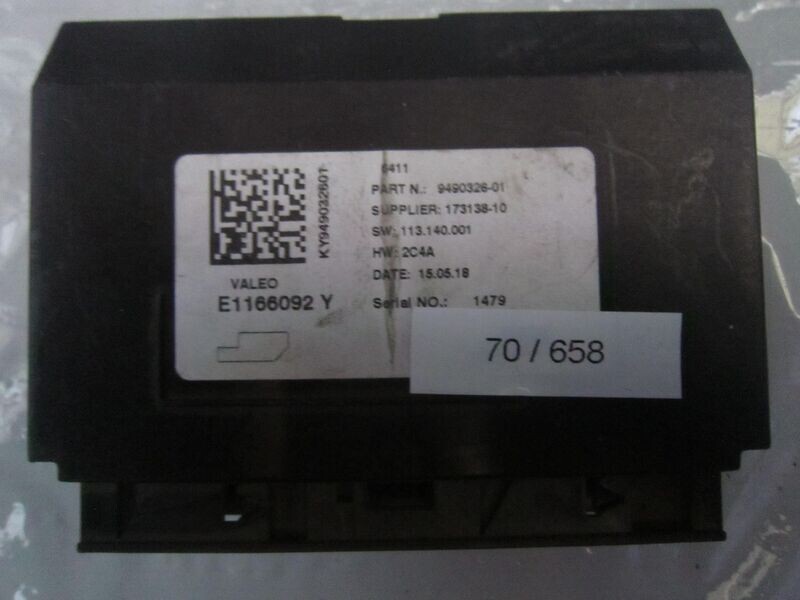 6411
PART N.: 9490326-01
SUPPLIER: 173138-10
SW: 113.140.001
HW: 2C4A
DATE: 15.05.18
Serial NO.: 1479
KY949032601
VALEO
E1166092 Y
70 / 658